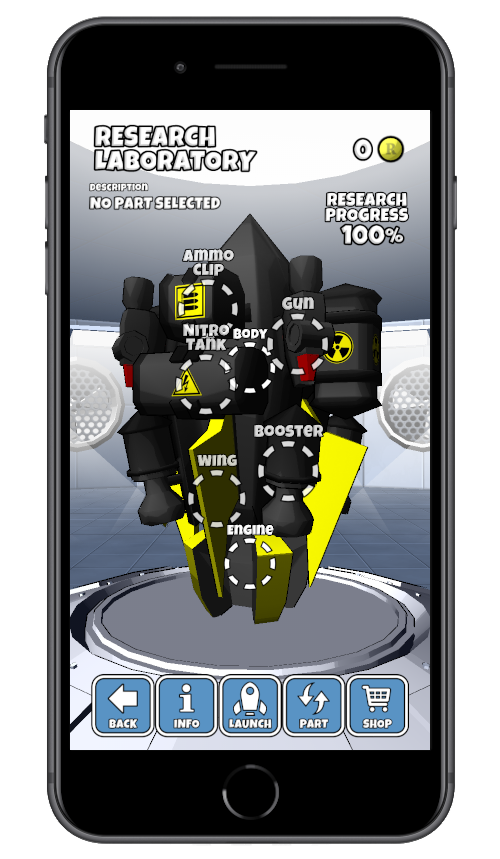 RESEARCH
LABORATORY
0 R
DESCRIPTION
NO PART SELECTED
RESEARCH
PROGRESS
100%
AMMO
CLIP
GUN
NITRO
TANK
BODY
BOOSTER
WING
ENGINE
BACK
INFO
LAUNCH
PART
SHOP